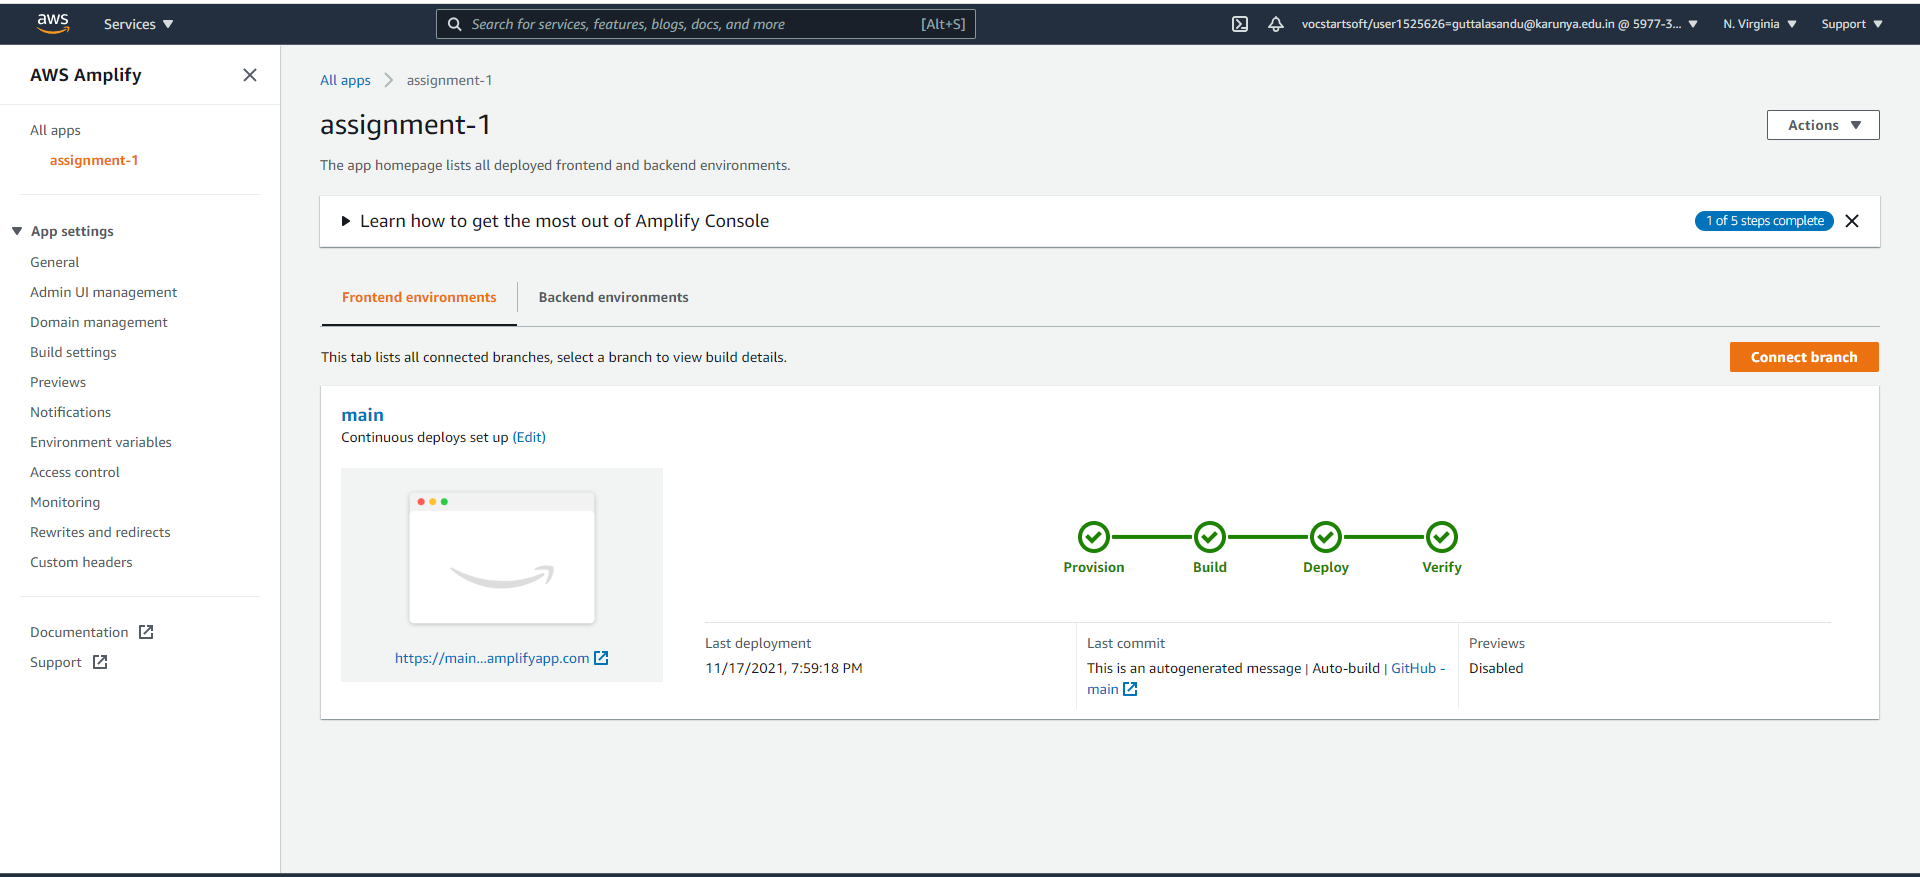 aws Services Search for services, features, blogs, docs, and more [Alt+S] vocstartsoft/user1525626=guttalasandu@karunya.edu.in @ 5977-3... N. Virginia Support
AWS Amplify
All apps
assignment-1
App settings
General
Admin UI management
Domain management
Build settings
Previews
Notifications
Environment variables
Access control
Monitoring
Rewrites and redirects
Custom headers
Documentation
Support
All apps assignment-1
assignment-1
Actions
The app homepage lists all deployed frontend and backend environments.
Learn how to get the most out of Amplify Console
1 of 5 steps complete
Frontend environments Backend environments
This tab lists all connected branches, select a branch to view build details.
Connect branch
main
Continuous deploys set up (Edit)
https://main...amplifyapp.com
Provision Build Deploy Verify
Last deployment
11/17/2021, 7:59:18 PM
Last commit
This is an autogenerated message | Auto-build | GitHub -
main
Previews
Disabled